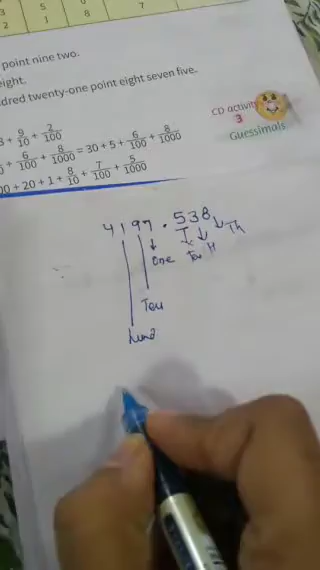 3 5 0 7
2 1 8
point nine two.
eight.
dred twenty-one point eight seven five.
3 + 9/10 + 2/100
+ 6/100 + 8/1000 = 30 + 5 + 6/100 + 8/1000
00 + 20 + 1 + 8/10 + 7/100 + 5/1000
CD activity
3
Guessimals
4197.538
Th
H
one
Ten
hund